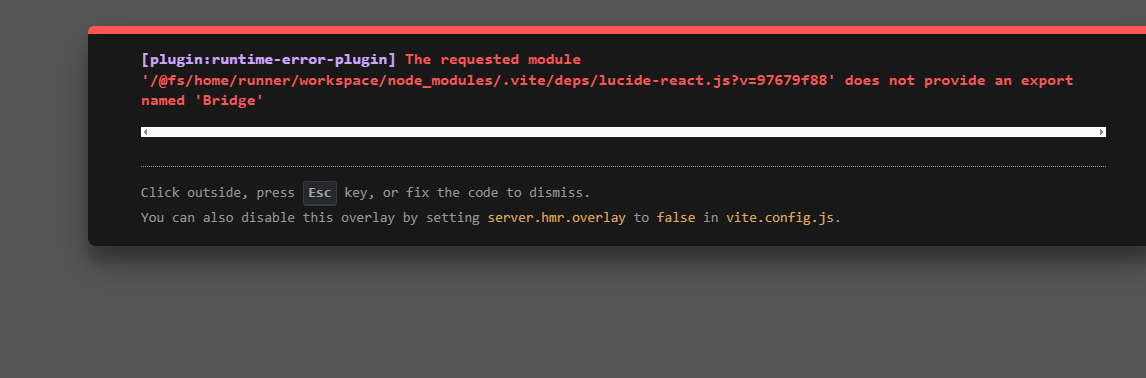 [plugin:runtime-error-plugin] The requested module
'/@fs/home/runner/workspace/node_modules/.vite/deps/lucide-react.js?v=97679f88' does not provide an export
named 'Bridge'
Click outside, press Esc key, or fix the code to dismiss.
You can also disable this overlay by setting server.hmr.overlay to false in vite.config.js.